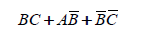 BC + AB̅ + B̅C̅